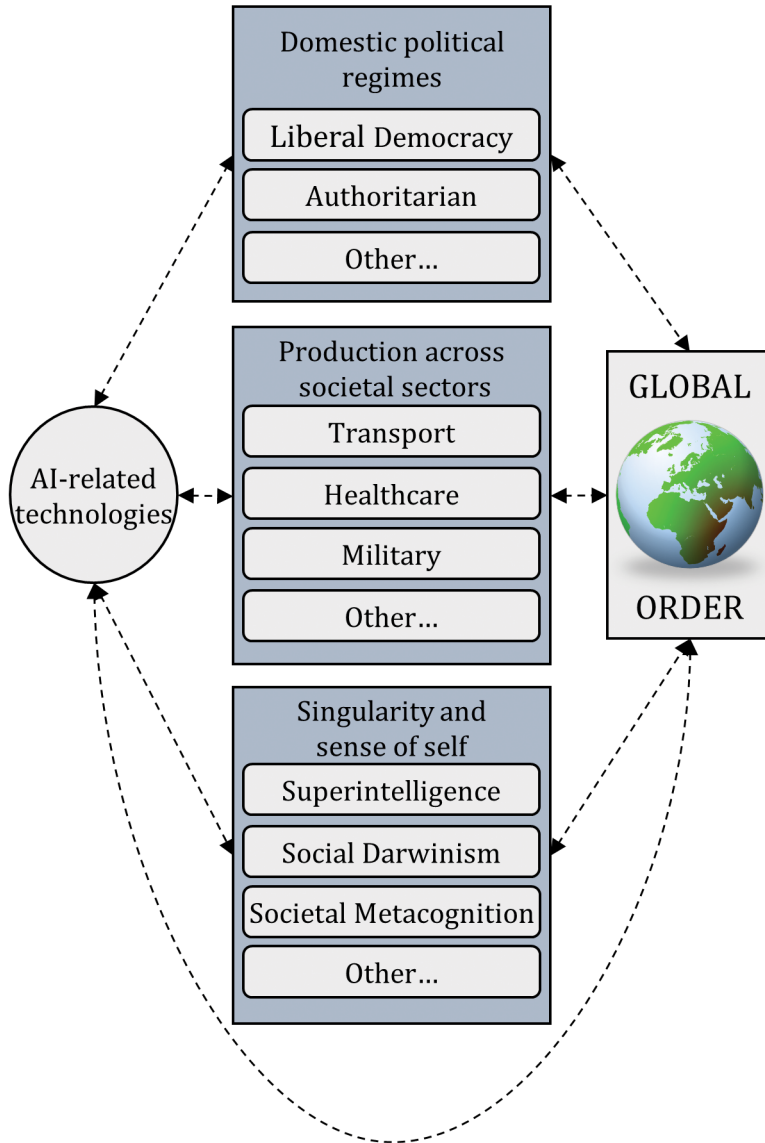 Domestic political
regimes
Liberal Democracy
Authoritarian
Other…
Production across
societal sectors
Transport
Healthcare
Military
Other…
Singularity and
sense of self
Superintelligence
Social Darwinism
Societal Metacognition
Other…
AI-related
technologies
GLOBAL
ORDER